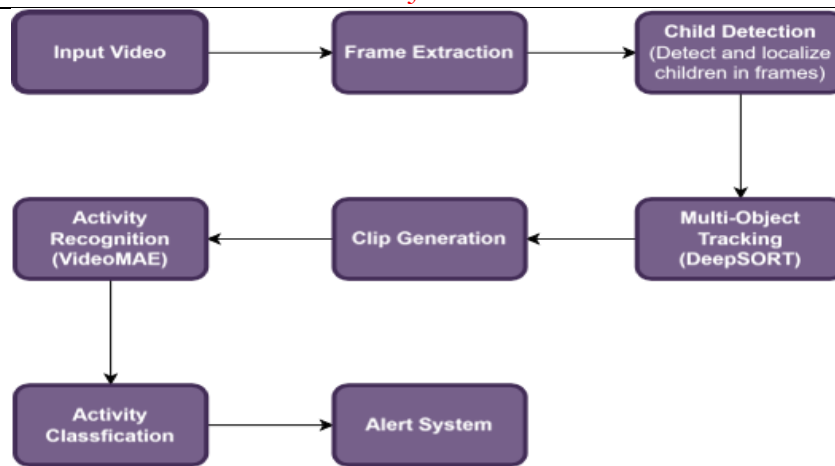 Input Video
Frame Extraction
Child Detection
(Detect and localize
children in frames)
Multi-Object
Tracking
(DeepSORT)
Clip Generation
Activity
Recognition
(VideoMAE)
Activity
Classfication
Alert System